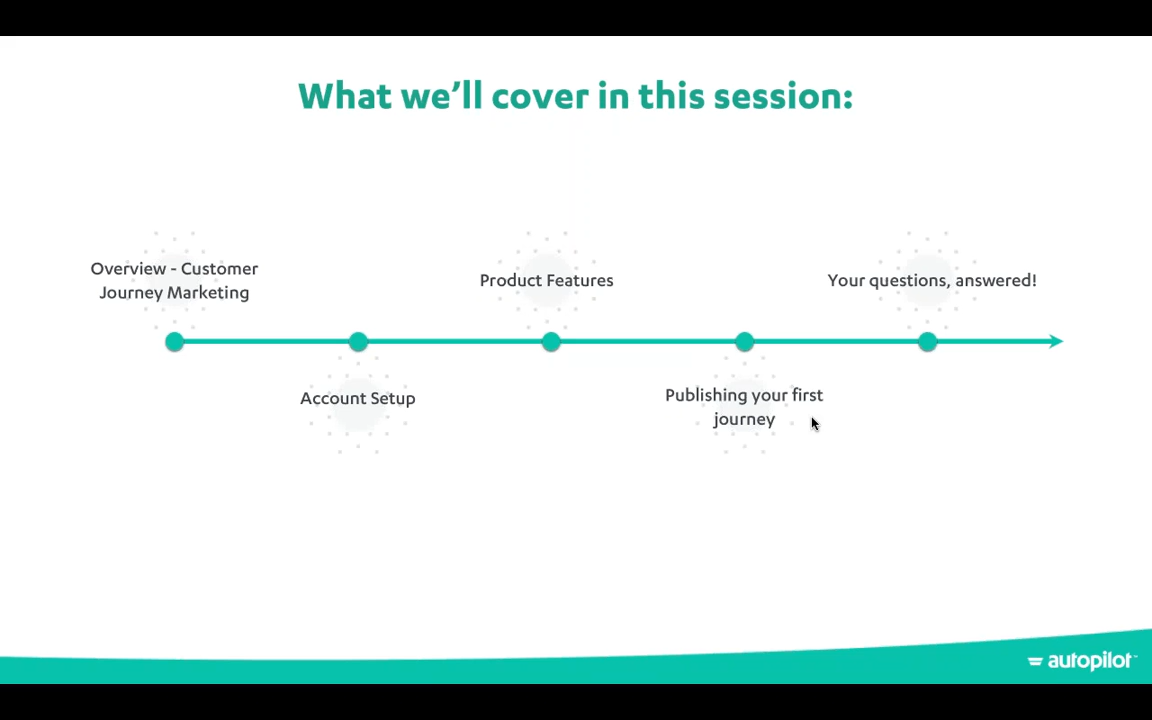 What we’ll cover in this session:
Overview - Customer
Journey Marketing
Account Setup
Product Features
Publishing your first
journey
Your questions, answered!
autopilot™